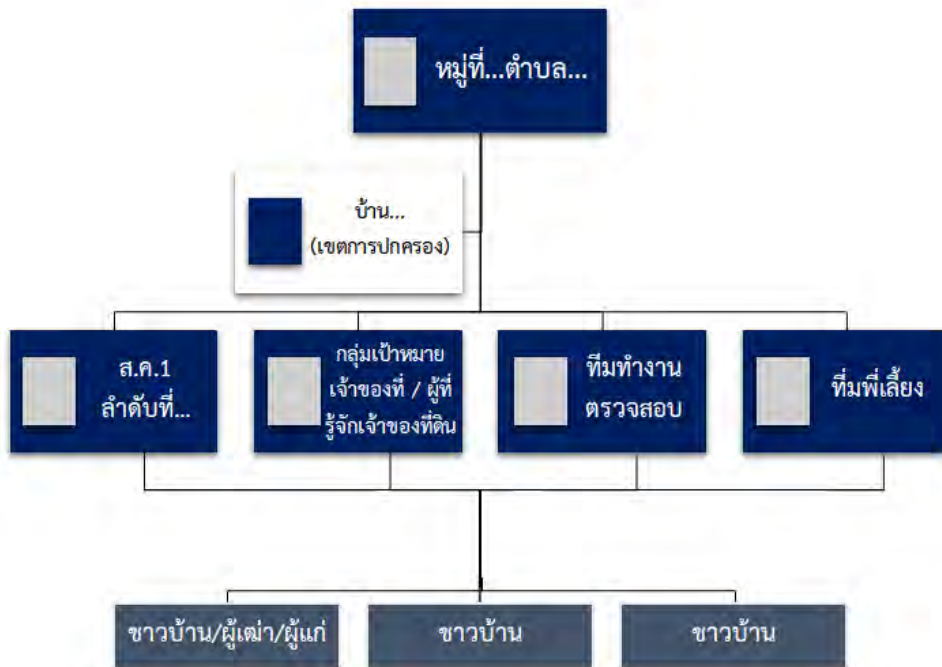 หมู่ที่...ตำบล...
บ้าน...
(เขตการปกครอง)
ส.ค.1
ลำดับที่...
กลุ่มเป้าหมาย
เจ้าของที่ / ผู้ที่
รู้จักเจ้าของที่ดิน
ทีมทำงาน
ตรวจสอบ
ที่มพี่เลี้ยง
ชาวบ้าน/ผู้เฒ่า/ผู้แก่
ชาวบ้าน
ชาวบ้าน